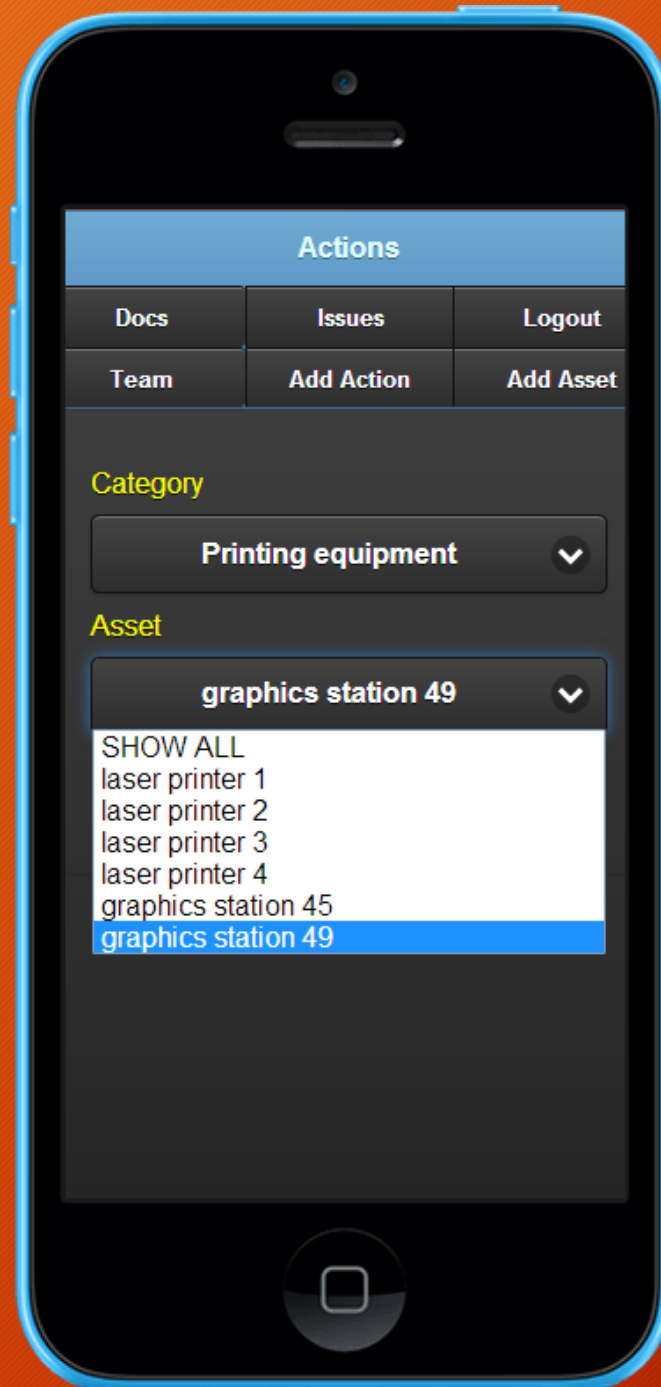 Actions
Docs Issues Logout
Team Add Action Add Asset
Category
Printing equipment
Asset
graphics station 49
SHOW ALL
laser printer 1
laser printer 2
laser printer 3
laser printer 4
graphics station 45
graphics station 49